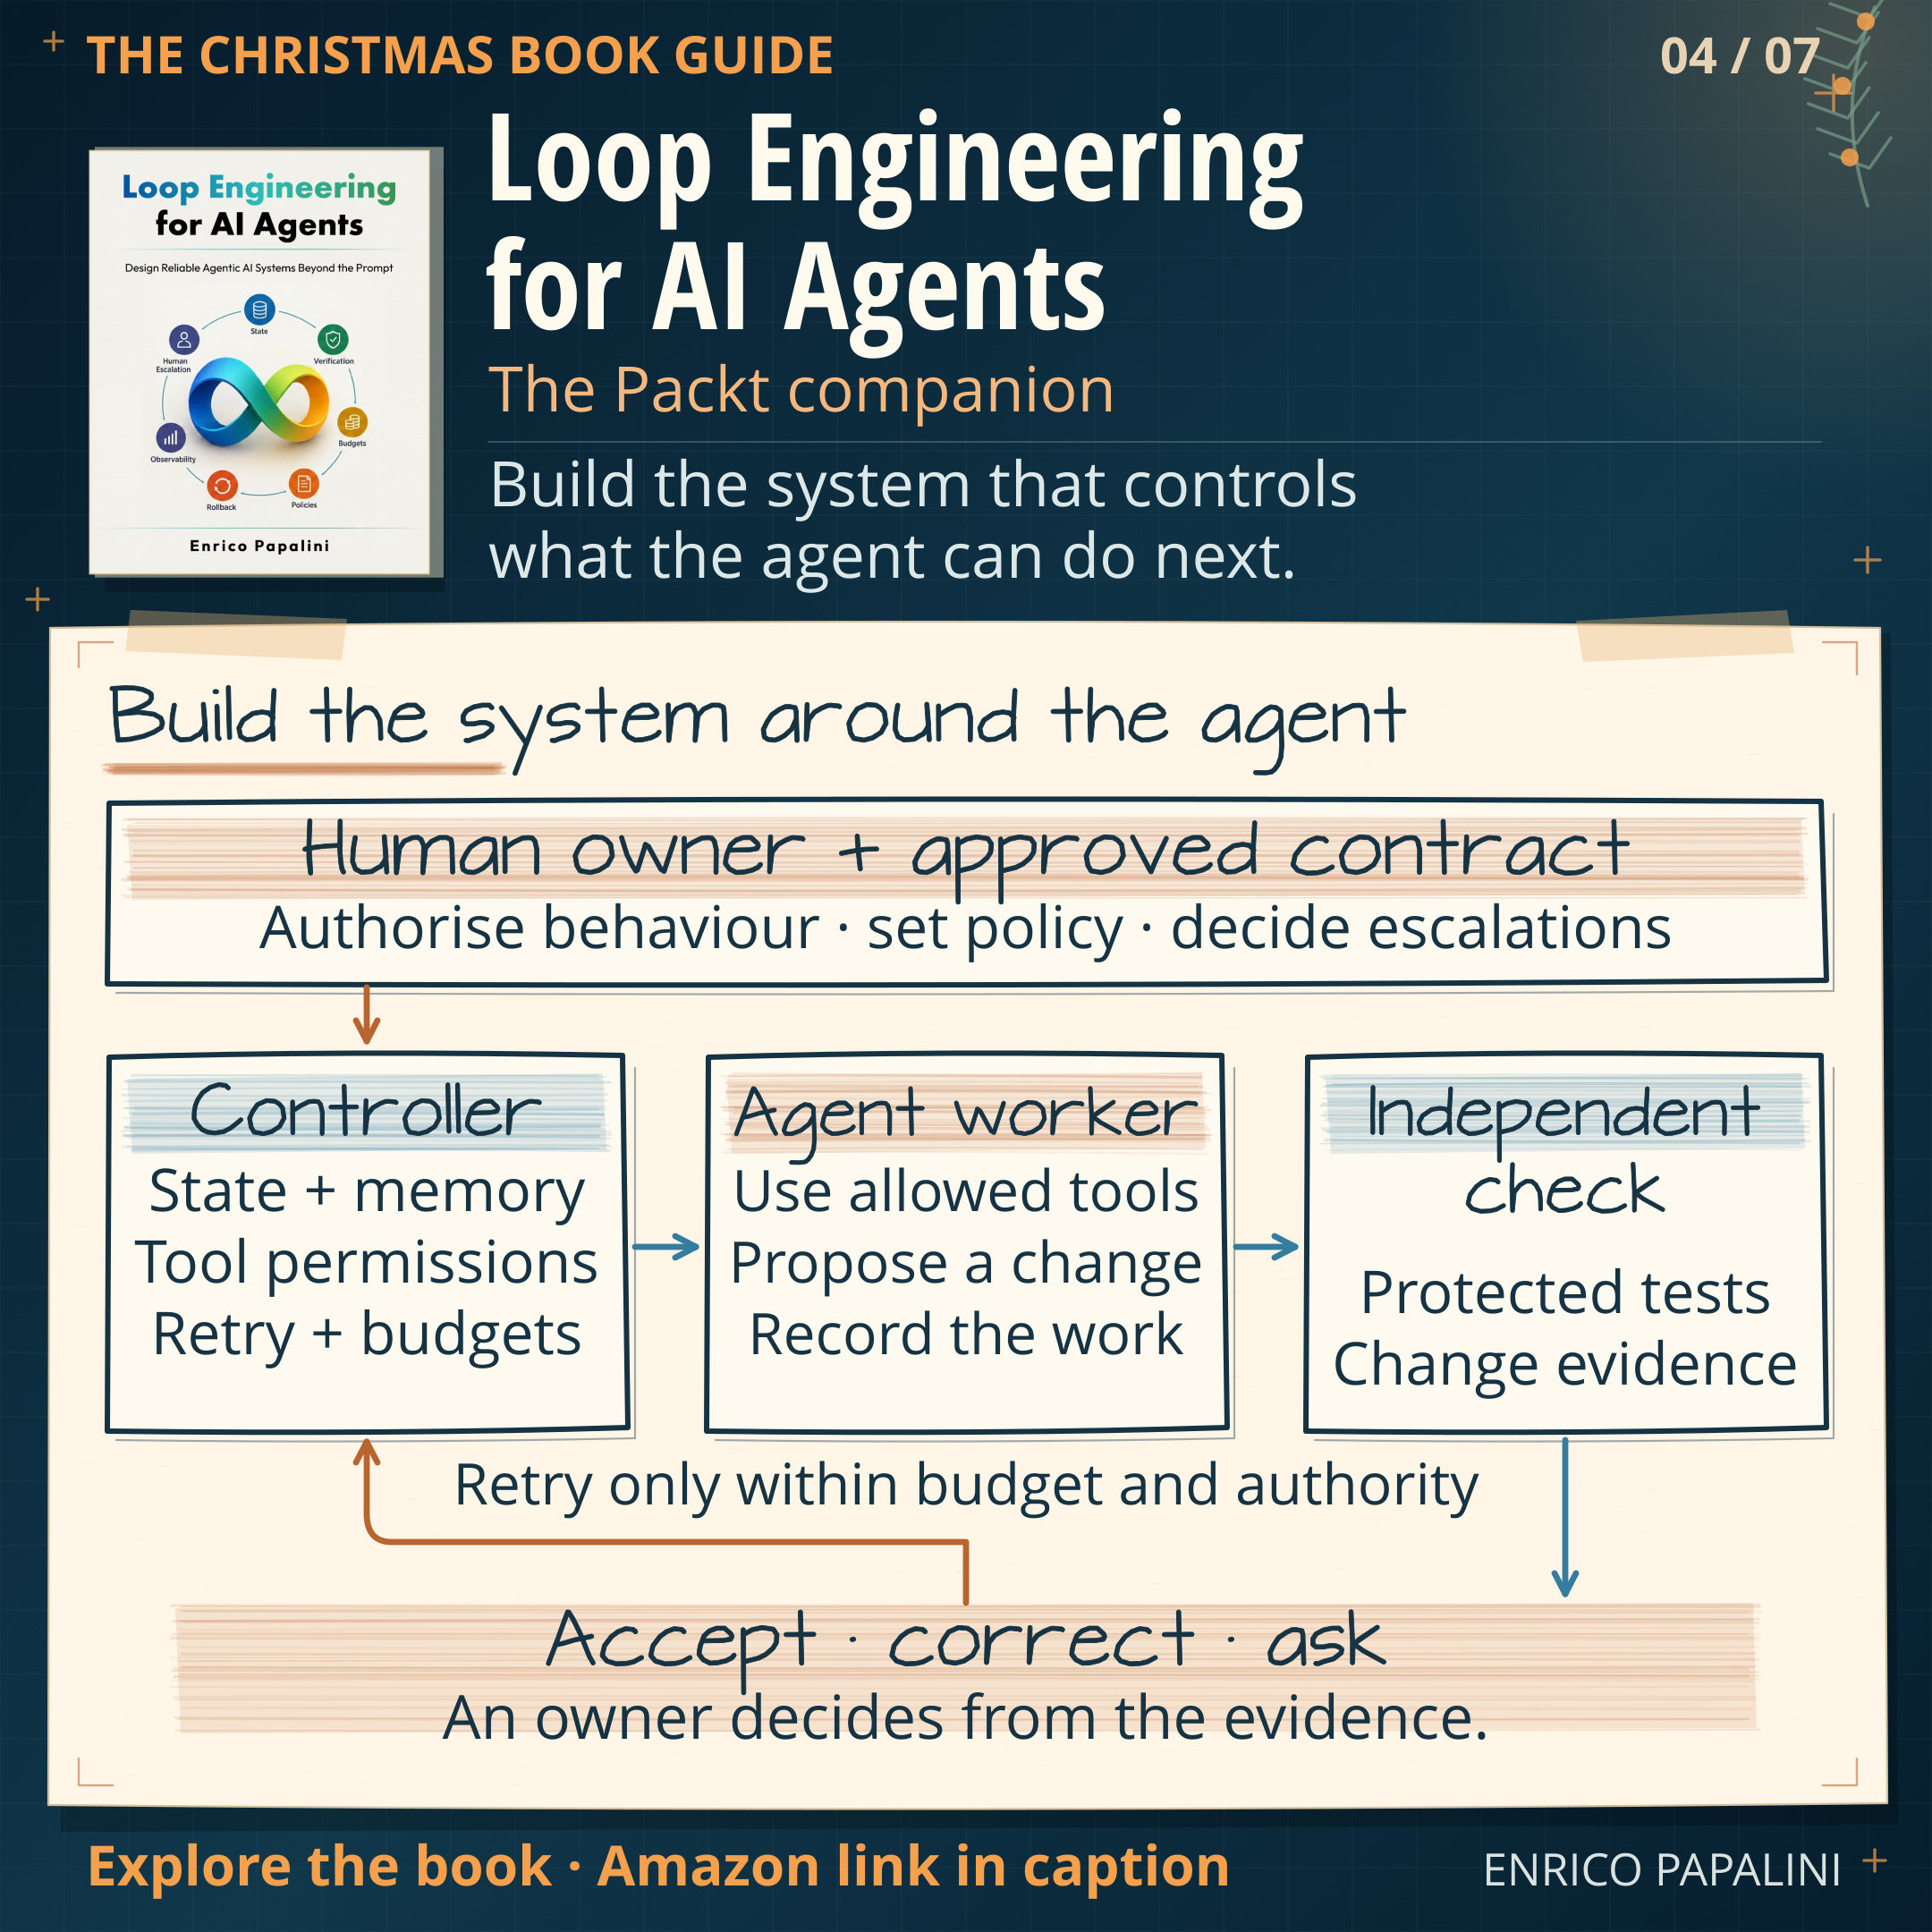 THE CHRISTMAS BOOK GUIDE
04 / 07
Loop Engineering
for AI Agents
Design Reliable Agentic AI Systems Beyond the Prompt
State
Human
Escalation
Verification
Budgets
Observability
Rollback
Policies
Enrico Papalini
Loop Engineering
for AI Agents
The Packt companion
Build the system that controls
what the agent can do next.
Build the system around the agent
Human owner + approved contract
Authorise behaviour · set policy · decide escalations
Controller
State + memory
Tool permissions
Retry + budgets
Agent worker
Use allowed tools
Propose a change
Record the work
Independent
check
Protected tests
Change evidence
Retry only within budget and authority
Accept · correct · ask
An owner decides from the evidence.
Explore the book · Amazon link in caption
ENRICO PAPALINI